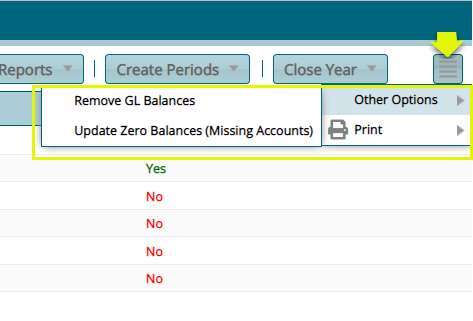 Reports Create Periods Close Year
Remove GL Balances Other Options
Update Zero Balances (Missing Accounts) Print
Yes
No
No
No
No